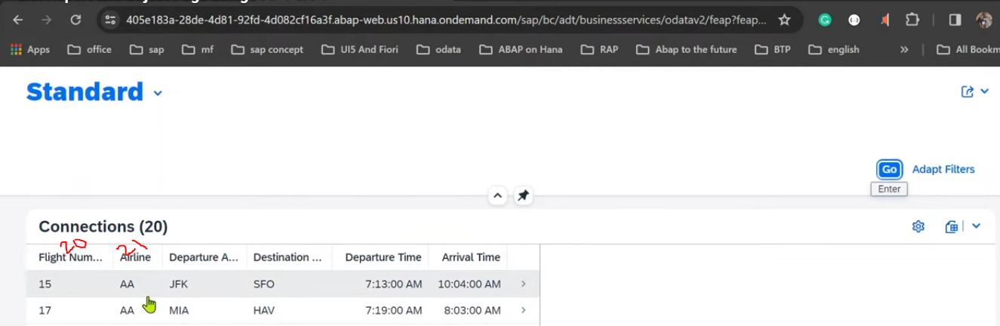 405e183a-28de-4d81-92fd-4d082cf16a3f.abap-web.us10.hana.ondemand.com/sap/bc/adt/businessservices/odatav2/feap?feap...
Apps office sap mf sap concept UI5 And Fiori odata ABAP on Hana RAP Abap to the future BTP english » All Bookm
Standard
Go Adapt Filters
Enter
Connections (20)
20
Flight Num... Airline Departure A... Destination ... Departure Time Arrival Time
15 AA JFK SFO 7:13:00 AM 10:04:00 AM
17 AA MIA HAV 7:19:00 AM 8:03:00 AM